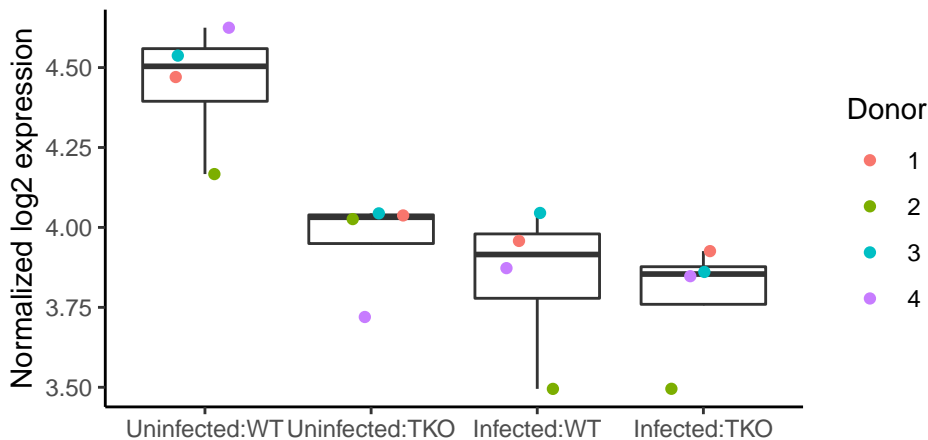 Normalized log2 expression
4.50
4.25
4.00
3.75
3.50
Uninfected:WT
Uninfected:TKO
Infected:WT
Infected:TKO
Donor
1
2
3
4